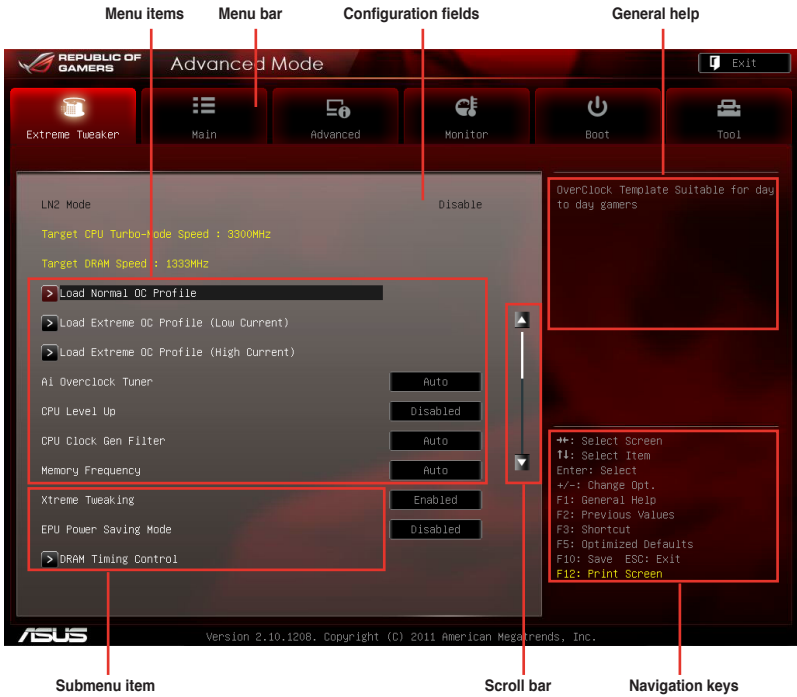 Menu items Menu bar Configuration fields General help
REPUBLIC OF
GAMERS
Advanced Mode
Exit
Extreme Tweaker Main Advanced Monitor Boot Tool
LN2 Mode Disable
Target CPU Turbo-Mode Speed : 3300MHz
Target DRAM Speed : 1333MHz
> Load Normal OC Profile
> Load Extreme OC Profile (Low Current)
> Load Extreme OC Profile (High Current)
Ai Overclock Tuner Auto
CPU Level Up Disabled
CPU Clock Gen Filter Auto
Memory Frequency Auto
Xtreme Tweaking Enabled
EPU Power Saving Mode Disabled
> DRAM Timing Control
OverClock Template Suitable for day
to day gamers
→←: Select Screen
↑↓: Select Item
Enter: Select
+/-: Change Opt.
F1: General Help
F2: Previous Values
F3: Shortcut
F5: Optimized Defaults
F10: Save ESC: Exit
F12: Print Screen
ASUS
Version 2.10.1208. Copyright (C) 2011 American Megatrends, Inc.
Submenu item Scroll bar Navigation keys